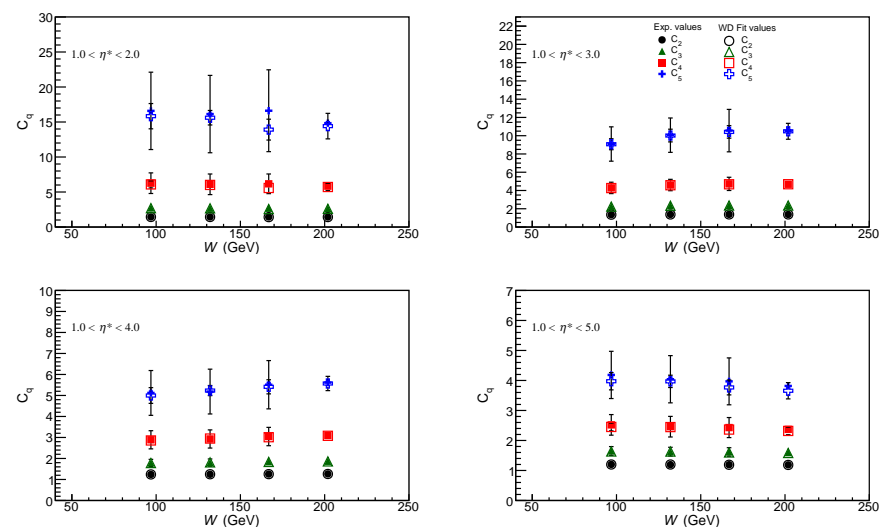 30
25
20
15
10
5
0
C_q
1.0 < η* < 2.0
50 100 150 200 250
W (GeV)
22
20
18
16
14
12
10
8
6
4
2
0
C_q
1.0 < η* < 3.0
Exp. values WD Fit values
C_2 C_2
C_3 C_3
C_4 C_4
C_5 C_5
50 100 150 200 250
W (GeV)
10
9
8
7
6
5
4
3
2
1
0
C_q
1.0 < η* < 4.0
50 100 150 200 250
W (GeV)
7
6
5
4
3
2
1
0
C_q
1.0 < η* < 5.0
50 100 150 200 250
W (GeV)